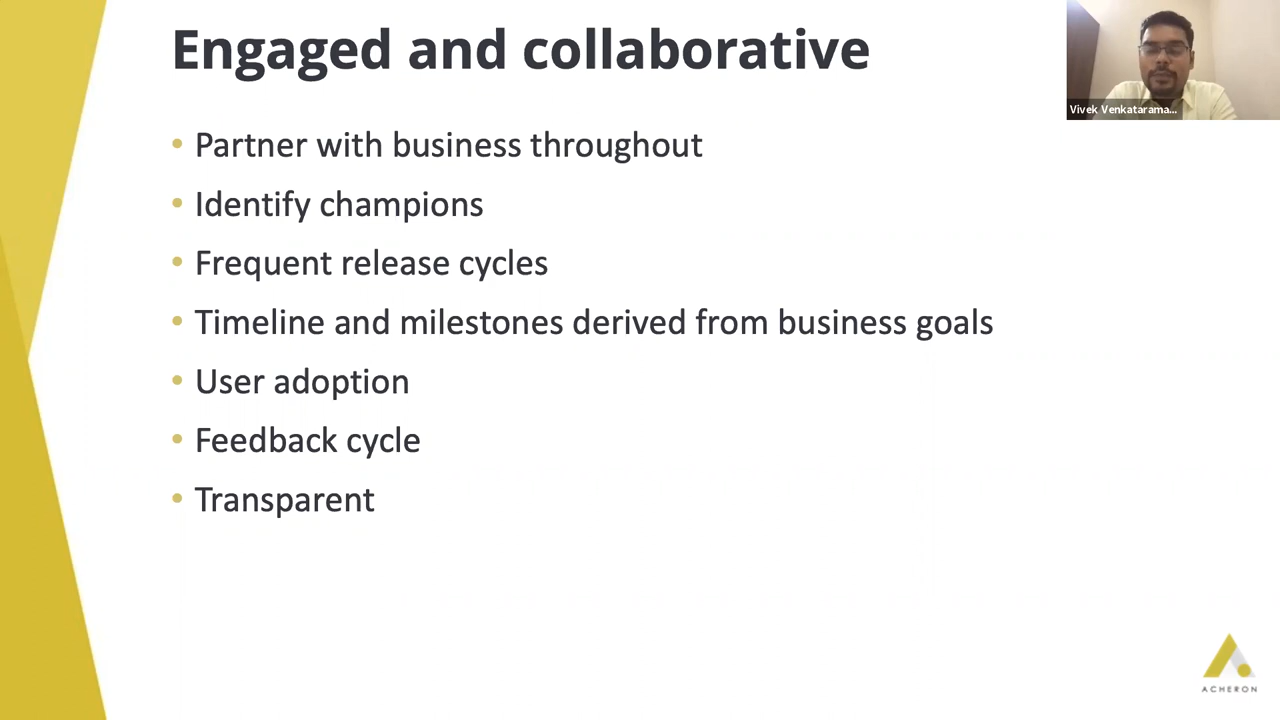 Engaged and collaborative
Vivek Venkatarama...
• Partner with business throughout
• Identify champions
• Frequent release cycles
• Timeline and milestones derived from business goals
• User adoption
• Feedback cycle
• Transparent
ACHERON